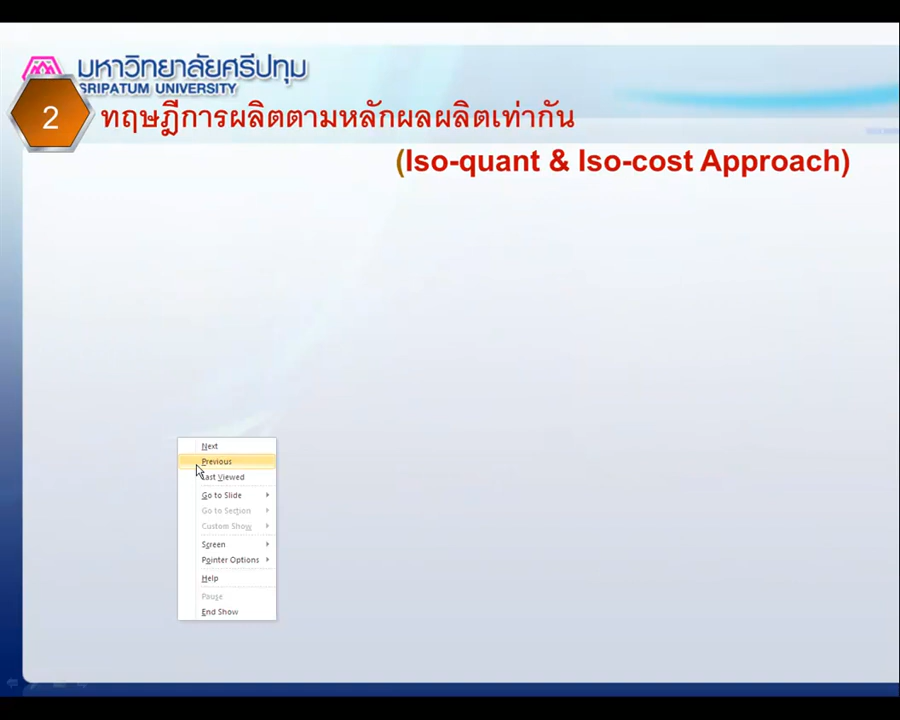 มหาวิทยาลัยศรีปทุม
SRIPATUM UNIVERSITY
2
ทฤษฎีการผลิตตามหลักผลผลิตเท่ากัน
(Iso-quant & Iso-cost Approach)
Next
Previous
Last Viewed
Go to Slide
Go to Section
Custom Show
Screen
Pointer Options
Help
Pause
End Show